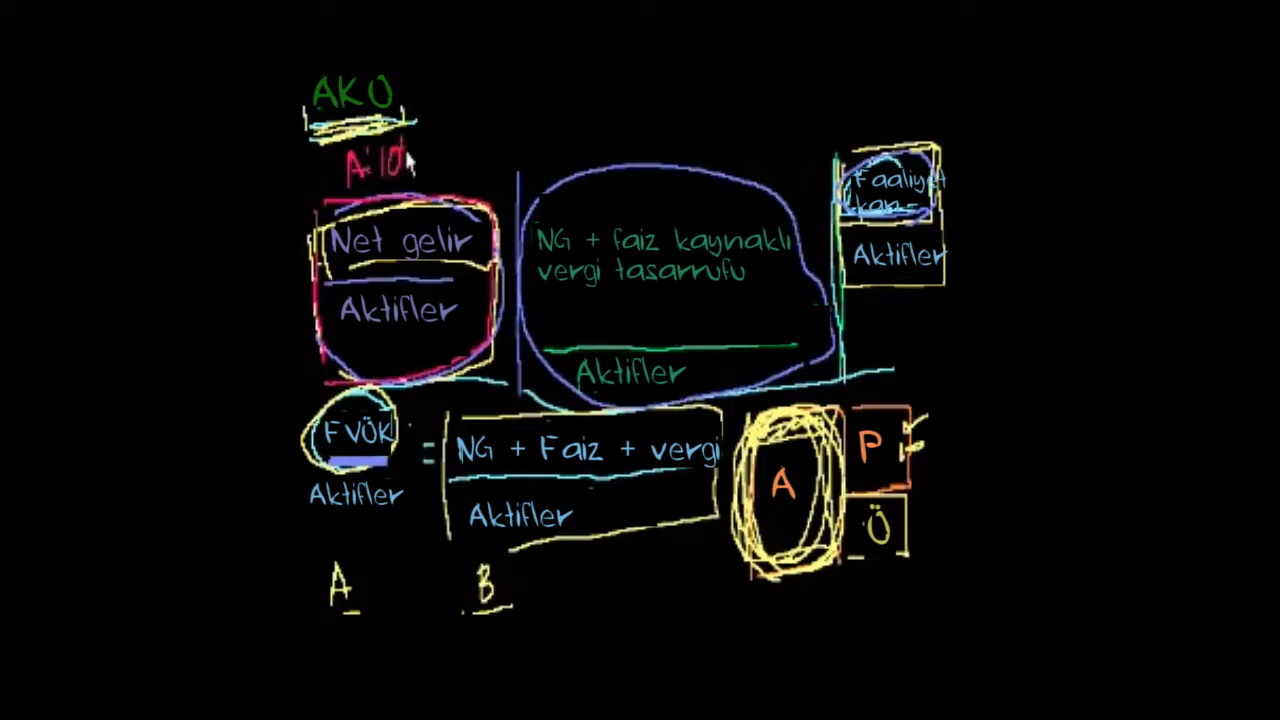 AKO
A: 10
Net gelir
Aktifler
NG + faiz kaynaklı
vergi tasarrufu
Aktifler
Faaliyet
Aktifler
FVÖK
Aktifler
=
NG + Faiz + vergi
Aktifler
A
P
Ü
A
B